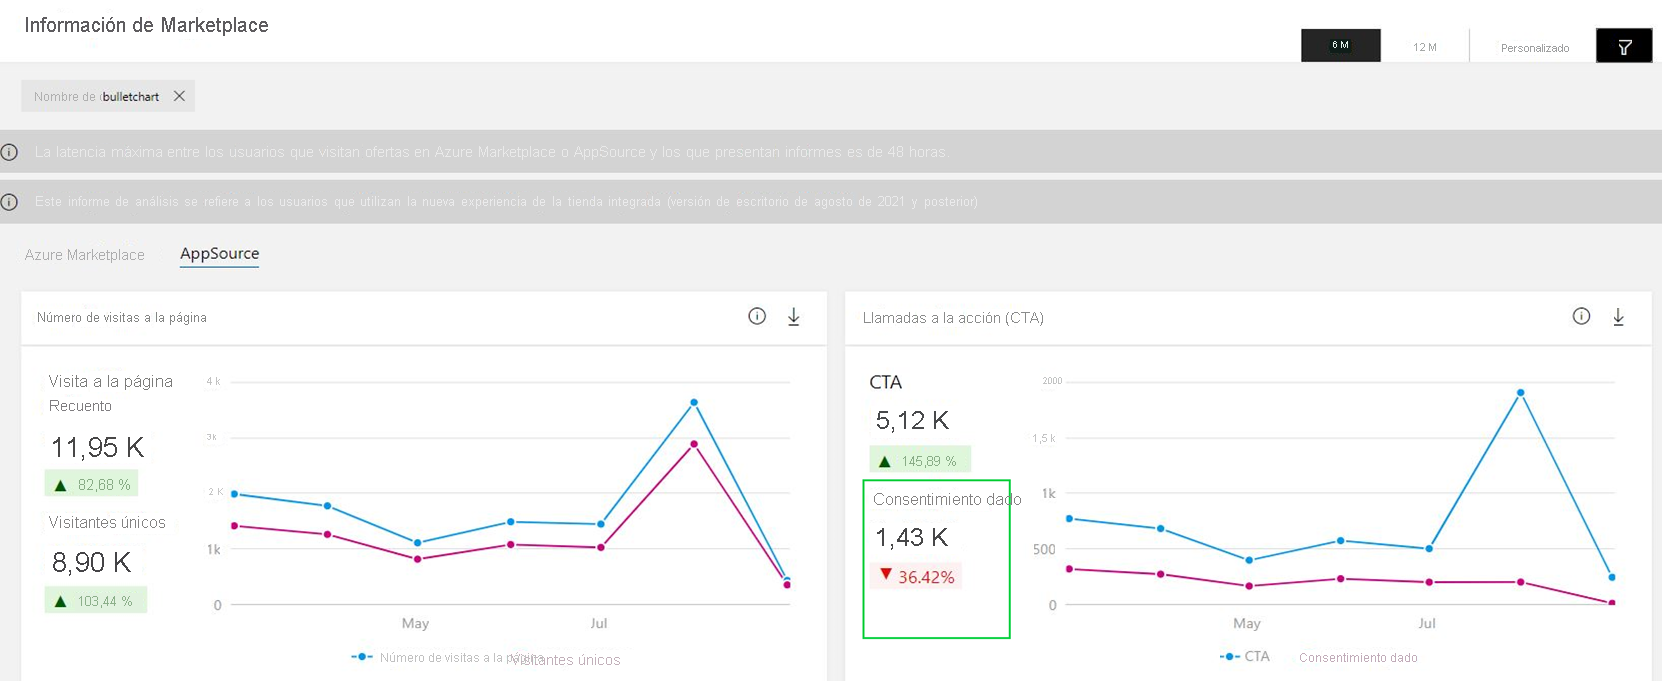 Información de Marketplace
6 M
12 M
Personalizado
Nombre de bulletchart
La latencia máxima entre los usuarios que visitan ofertas en Azure Marketplace o AppSource y los que presentan informes es de 48 horas.
Este informe de análisis se refiere a los usuarios que utilizan la nueva experiencia de la tienda integrada (versión de escritorio de agosto de 2021 y posterior)
Azure Marketplace
AppSource
Número de visitas a la página
Visita a la página
Recuento
11,95 K
▲ 82,68 %
Visitantes únicos
8,90 K
▲ 103,44 %
4 k
3k
2 K
1k
0
May
Jul
Número de visitas a la página
Visitantes únicos
Llamadas a la acción (CTA)
CTA
5,12 K
▲ 145,89 %
Consentimiento dado
1,43 K
▼ 36.42%
2000
1,5 k
1k
500
0
May
Jul
CTA
Consentimiento dado